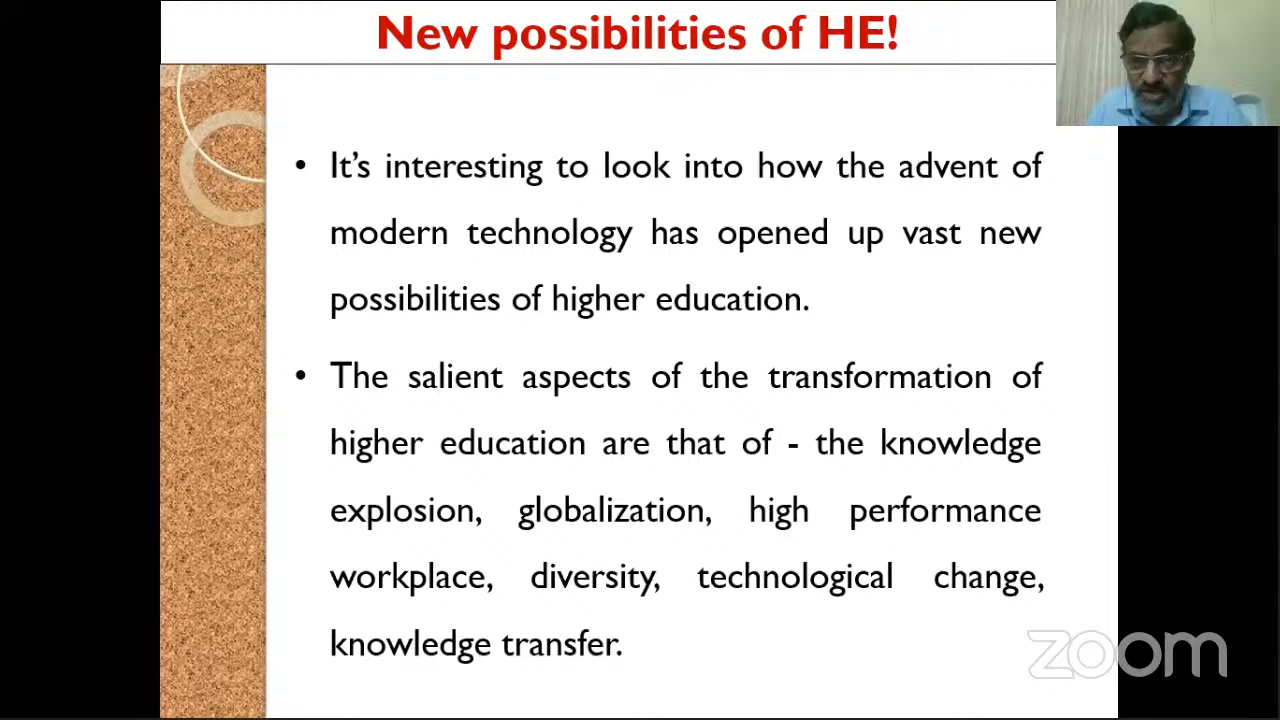 New possibilities of HE!
• It’s interesting to look into how the advent of
modern technology has opened up vast new
possibilities of higher education.
• The salient aspects of the transformation of
higher education are that of - the knowledge
explosion, globalization, high performance
workplace, diversity, technological change,
knowledge transfer.
zoom